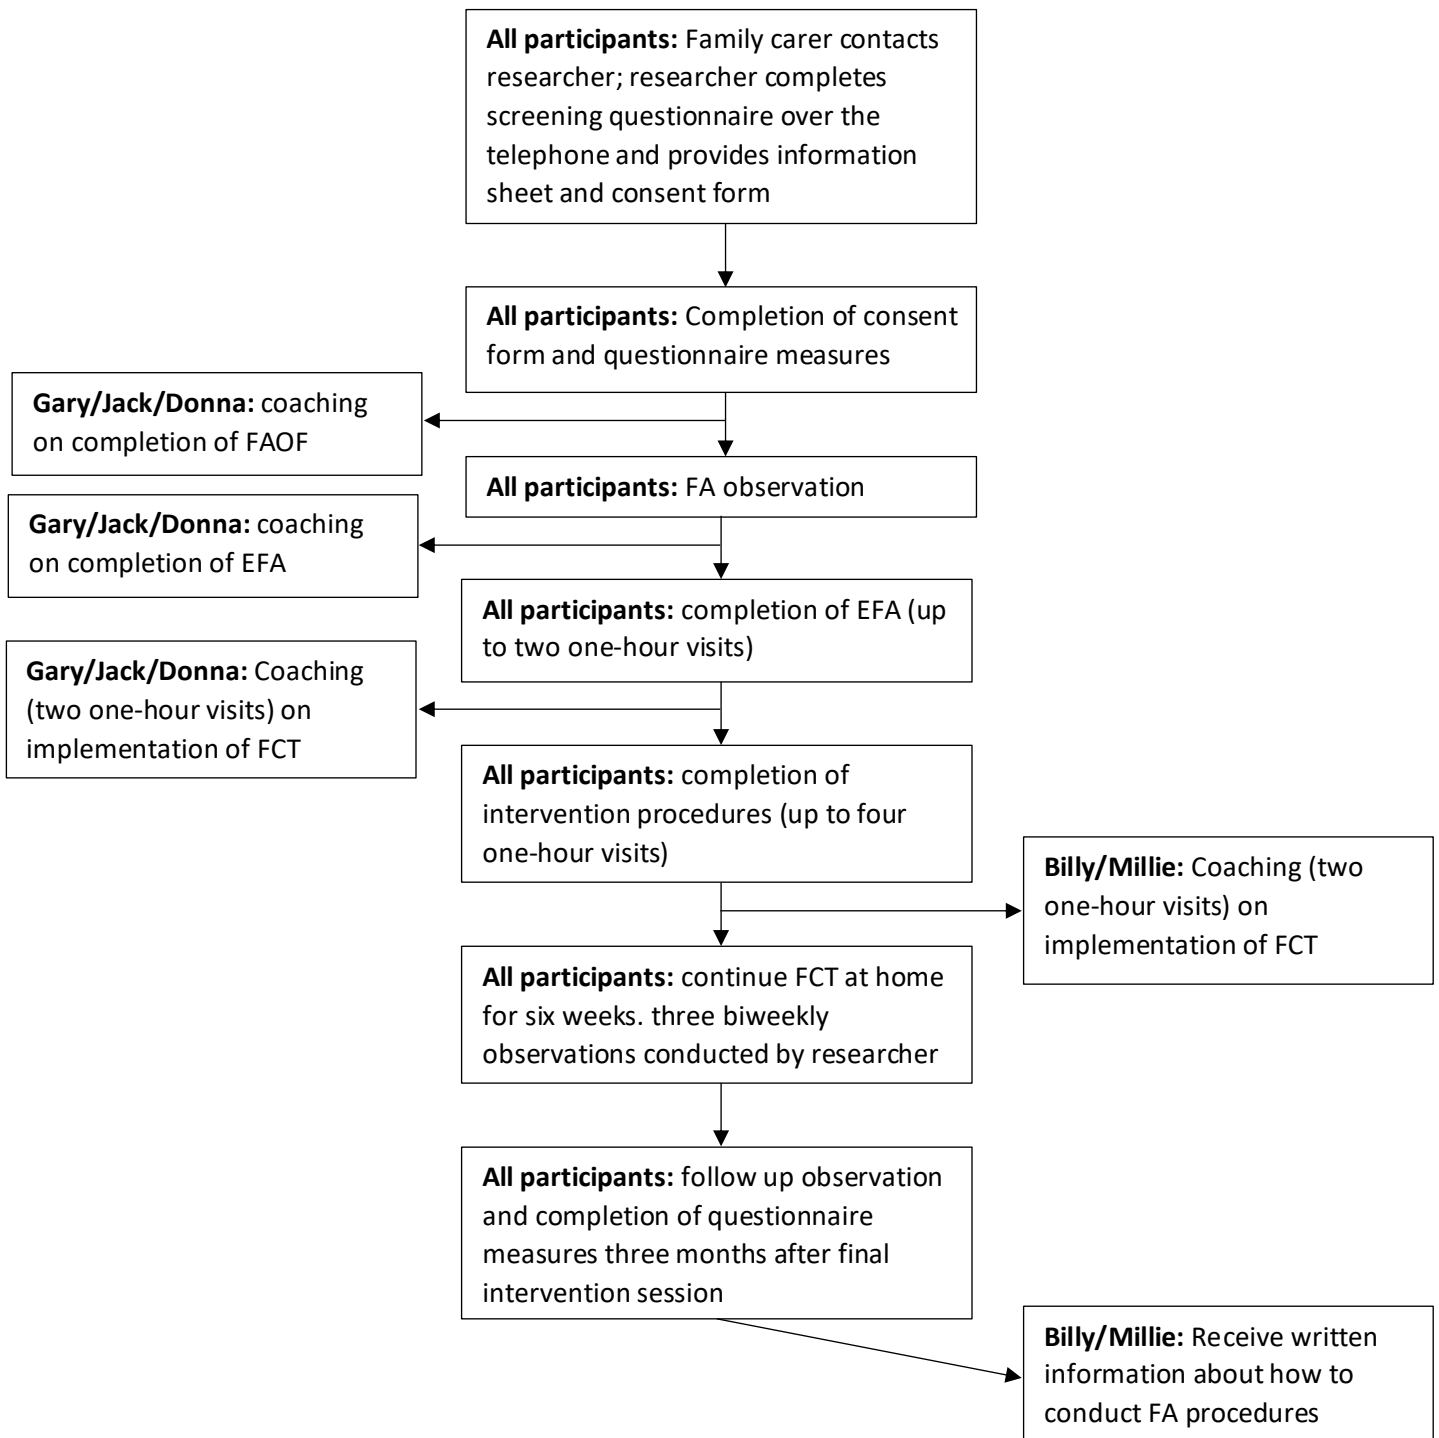 All participants: Family carer contacts
researcher; researcher completes
screening questionnaire over the
telephone and provides information
sheet and consent form
All participants: Completion of consent
form and questionnaire measures
Gary/Jack/Donna: coaching
on completion of FAOF
All participants: FA observation
Gary/Jack/Donna: coaching
on completion of EFA
All participants: completion of EFA (up
to two one-hour visits)
Gary/Jack/Donna: Coaching
(two one-hour visits) on
implementation of FCT
All participants: completion of
intervention procedures (up to four
one-hour visits)
Billy/Millie: Coaching (two
one-hour visits) on
implementation of FCT
All participants: continue FCT at home
for six weeks. three biweekly
observations conducted by researcher
All participants: follow up observation
and completion of questionnaire
measures three months after final
intervention session
Billy/Millie: Receive written
information about how to
conduct FA procedures